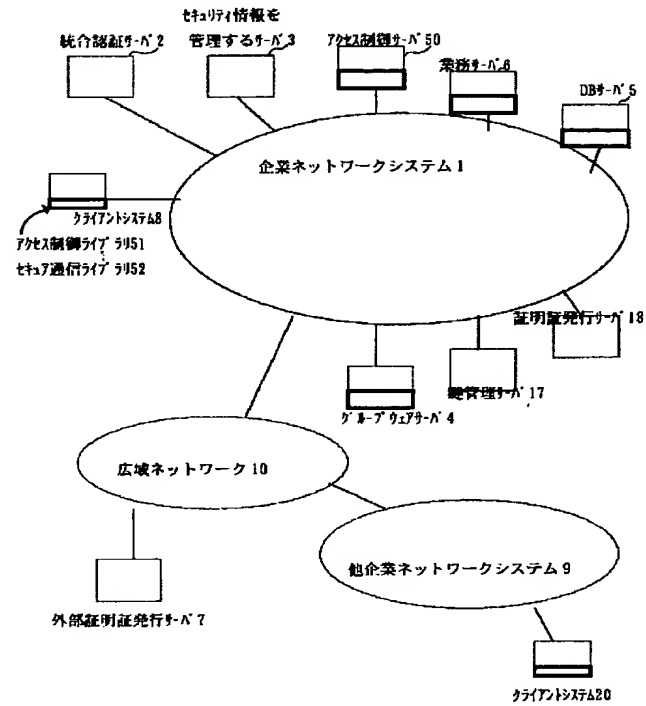 セキュリティ情報を
管理するサーバ3
統合認証サーバ2
アクセス制御サーバ50
業務サーバ6
DBサーバ5
企業ネットワークシステム1
クライアントシステム8
アクセス制御ライブラリ51
セキュア通信ライブラリ52
証明証発行サーバ18
鍵管理サーバ17
グループウェアサーバ4
広域ネットワーク10
他企業ネットワークシステム9
外部証明証発行サーバ7
クライアントシステム20